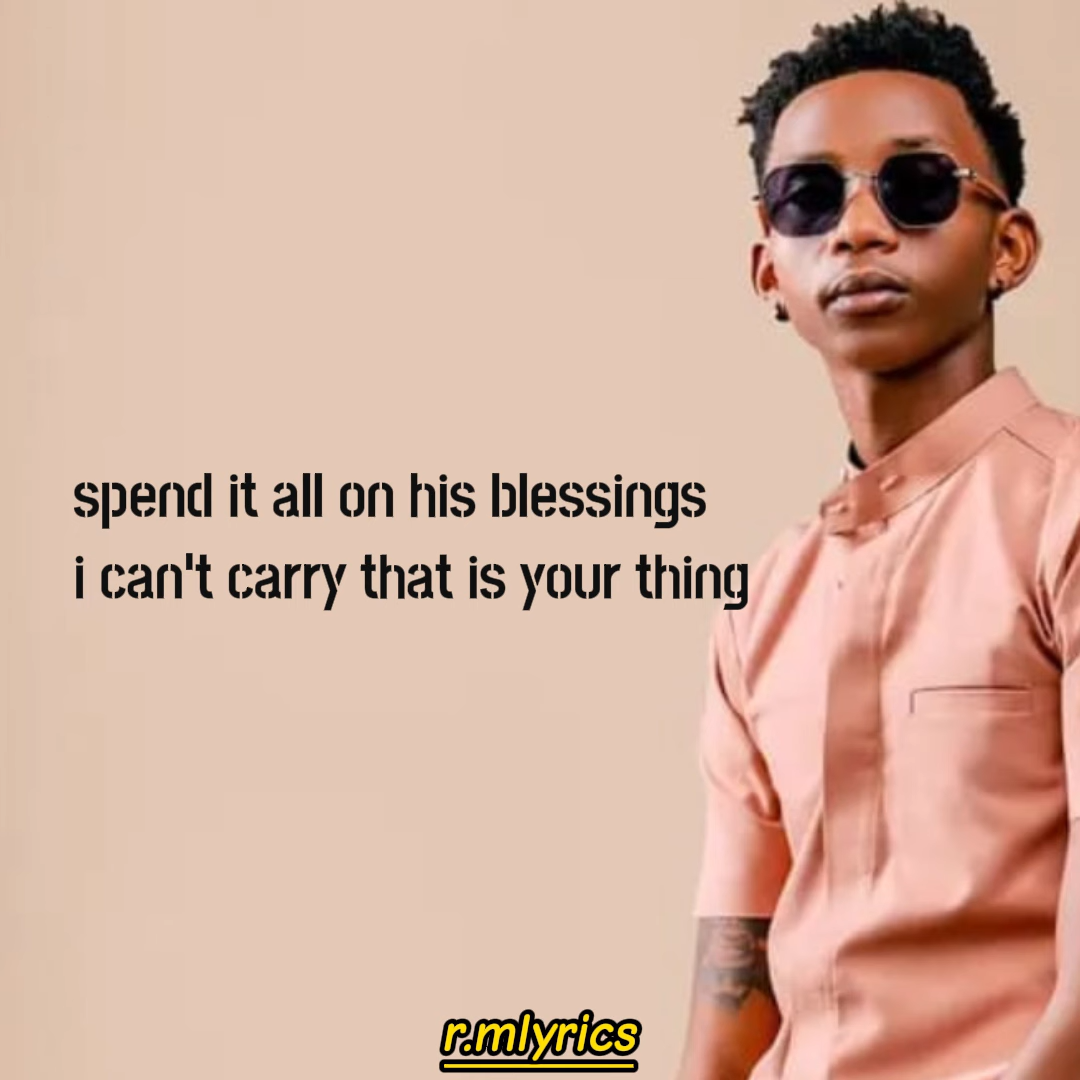 spend it all on his blessings
i can't carry that is your thing
r.mlyrics